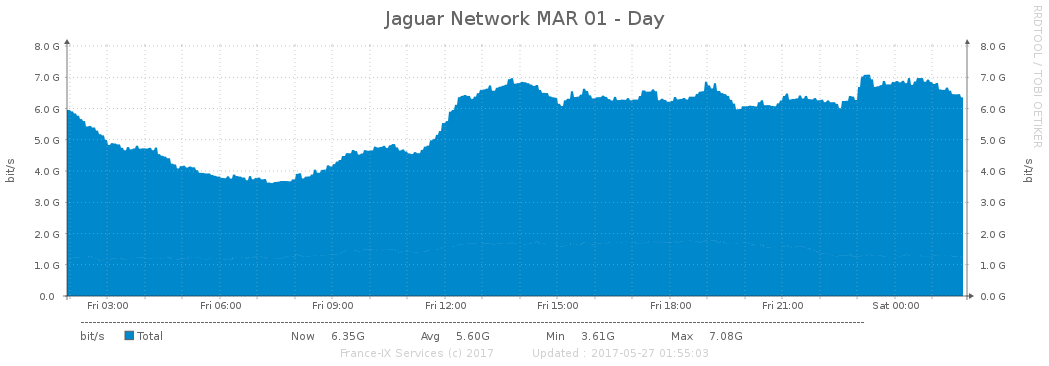 Jaguar Network MAR 01 - Day
RRDTOOL / TOBI OETIKER
8.0 G 8.0 G
7.0 G 7.0 G
6.0 G 6.0 G
5.0 G 5.0 G
4.0 G 4.0 G
3.0 G 3.0 G
2.0 G 2.0 G
1.0 G 1.0 G
0.0 0.0 G
bit/s bit/s
Fri 03:00 Fri 06:00 Fri 09:00 Fri 12:00 Fri 15:00 Fri 18:00 Fri 21:00 Sat 00:00
bit/s Total Now 6.35G Avg 5.60G Min 3.61G Max 7.08G
France-IX Services (c) 2017 Updated : 2017-05-27 01:55:03